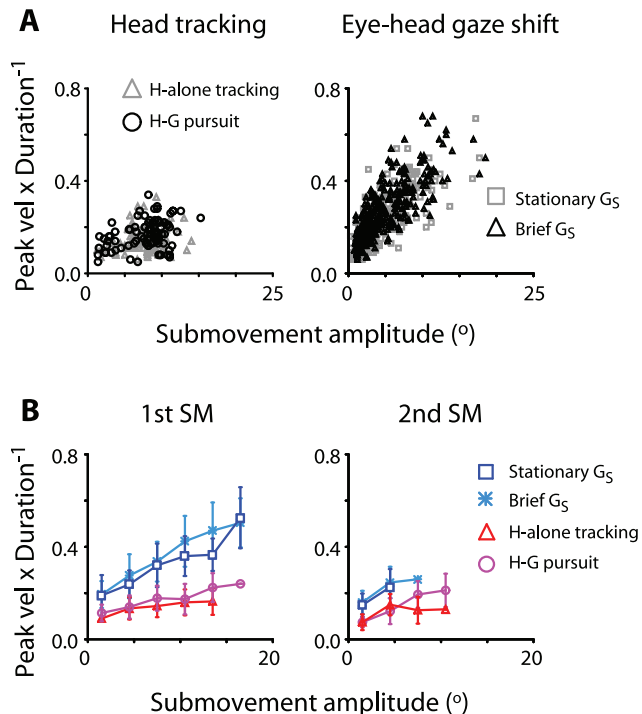 A
Head tracking
Eye-head gaze shift
Peak vel x Duration⁻¹
0.8
0.4
0.0
H-alone tracking
H-G pursuit
25
0.8
0.4
0.0
Stationary Gₛ
Brief Gₛ
25
Submovement amplitude (º)
B
1st SM
2nd SM
Peak vel x Duration⁻¹
0.8
0.4
0.0
0
20
0.8
0.4
0.0
0
20
Stationary Gₛ
Brief Gₛ
H-alone tracking
H-G pursuit
Submovement amplitude (º)